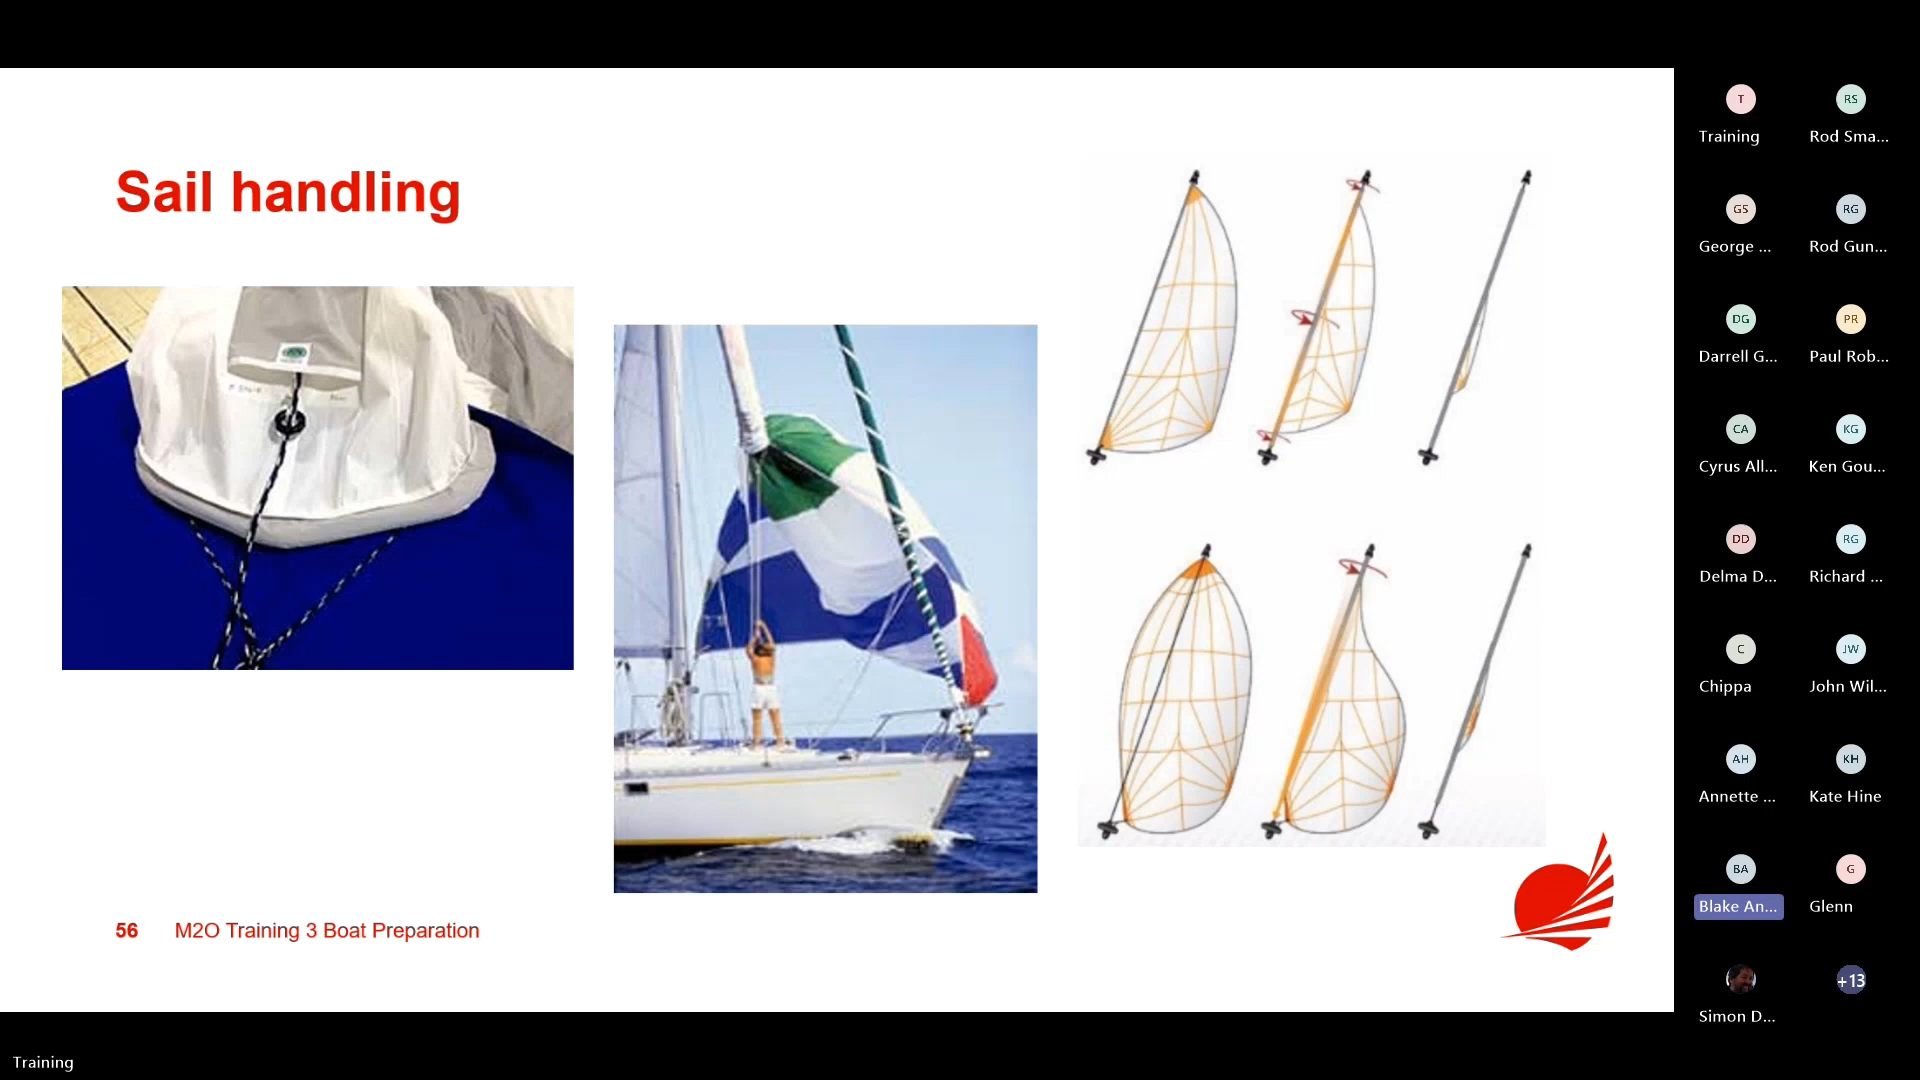 Sail handling
56 M2O Training 3 Boat Preparation
T
Training
RS
Rod Sma...
GS
George ...
RG
Rod Gun...
DG
Darrell G...
PR
Paul Rob...
CA
Cyrus All...
KG
Ken Gou...
DD
Delma D...
RG
Richard ...
C
Chippa
JW
John Wil...
AH
Annette ...
KH
Kate Hine
BA
Blake An...
G
Glenn
Simon D...
+13
Training